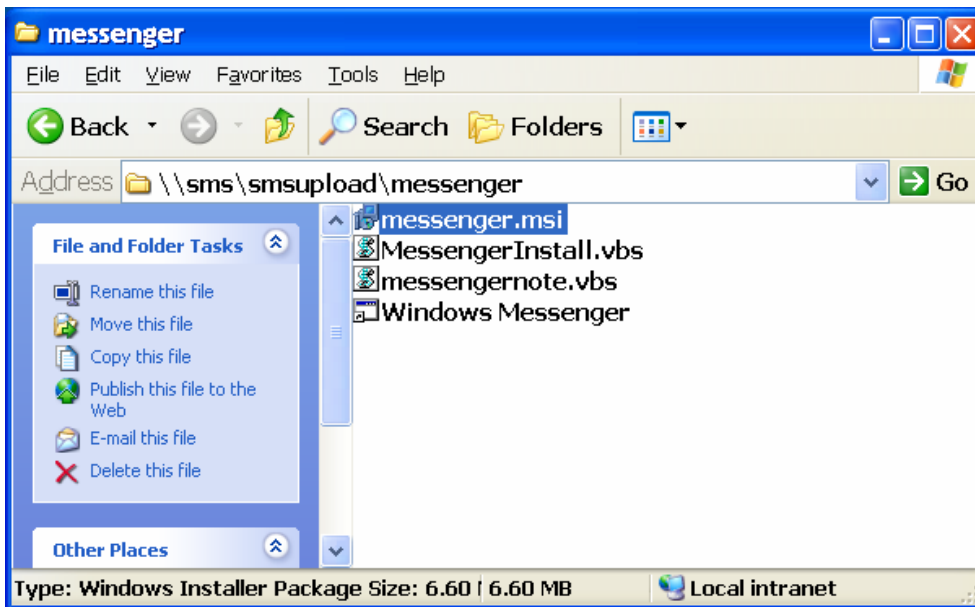 messenger
File Edit View Favorites Tools Help
Back Search Folders
Address \\sms\smsupload\messenger Go
File and Folder Tasks
Rename this file
Move this file
Copy this file
Publish this file to the
Web
E-mail this file
Delete this file
Other Places
messenger.msi
MessengerInstall.vbs
messengernote.vbs
Windows Messenger
Type: Windows Installer Package Size: 6.60 6.60 MB Local intranet